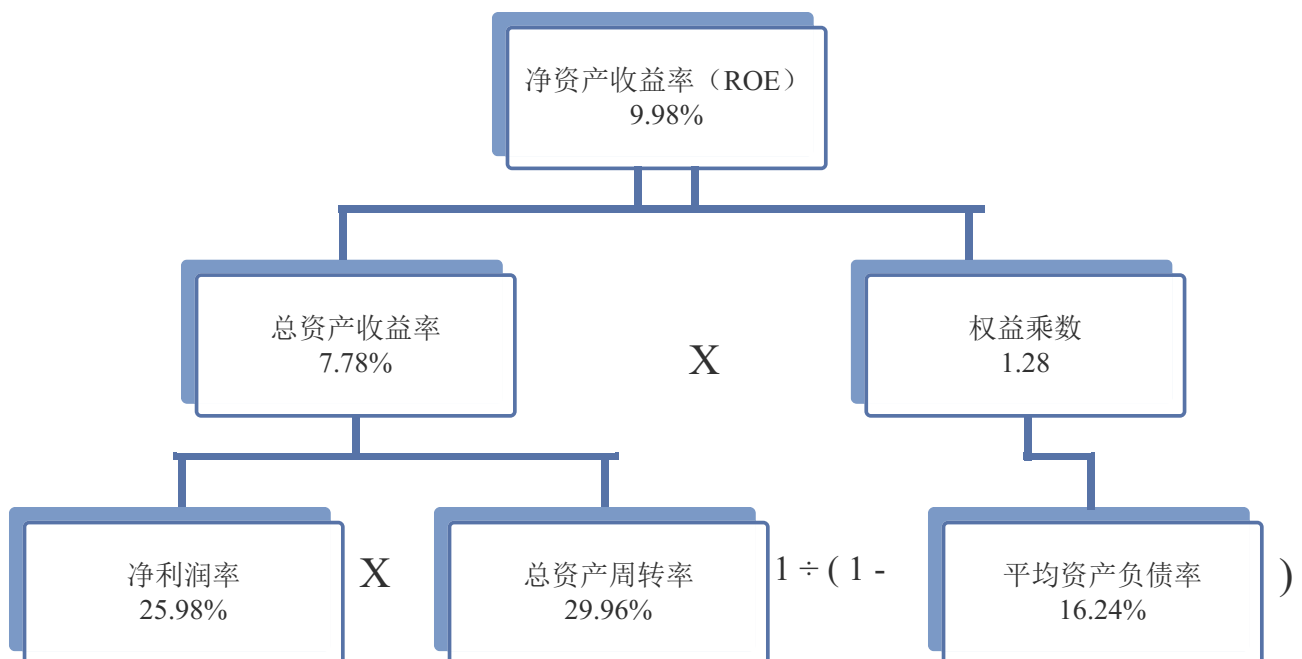 净资产收益率（ROE）
9.98%
总资产收益率
7.78%
X
权益乘数
1.28
净利润率
25.98%
X
总资产周转率
29.96%
1 ÷ ( 1 -
平均资产负债率
16.24%
)